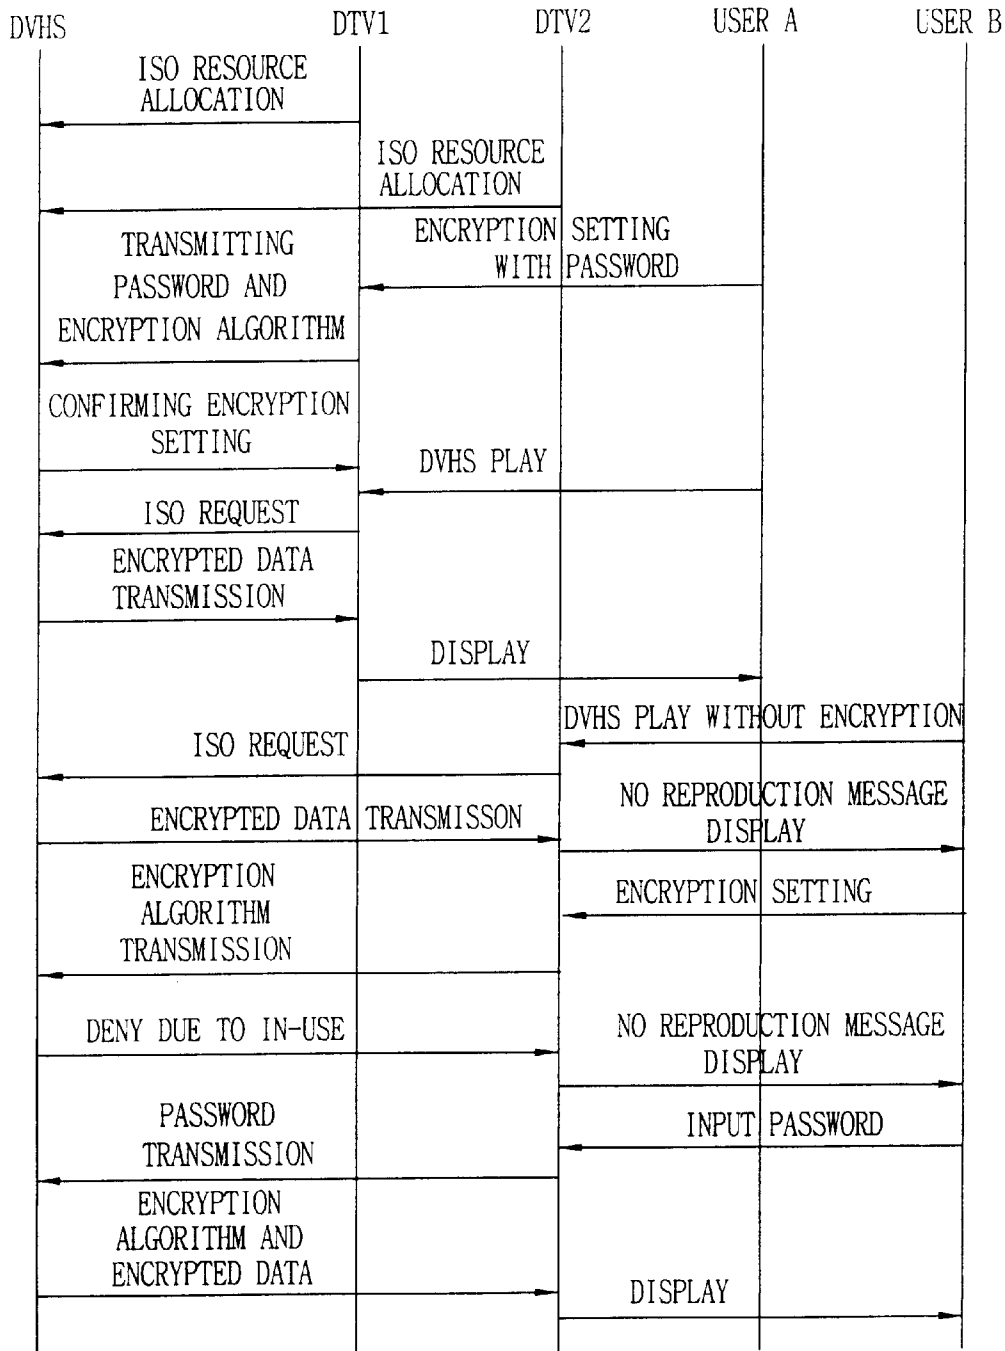 DVHS DTV1 DTV2 USER A USER B
ISO RESOURCE
ALLOCATION
ISO RESOURCE
ALLOCATION
ENCRYPTION SETTING
WITH PASSWORD
TRANSMITTING
PASSWORD AND
ENCRYPTION ALGORITHM
CONFIRMING ENCRYPTION
SETTING
DVHS PLAY
ISO REQUEST
ENCRYPTED DATA
TRANSMISSION
DISPLAY
DVHS PLAY WITHOUT ENCRYPTION
ISO REQUEST
ENCRYPTED DATA TRANSMISSON
NO REPRODUCTION MESSAGE
DISPLAY
ENCRYPTION
ALGORITHM
TRANSMISSION
ENCRYPTION SETTING
DENY DUE TO IN-USE
NO REPRODUCTION MESSAGE
DISPLAY
PASSWORD
TRANSMISSION
INPUT PASSWORD
ENCRYPTION
ALGORITHM AND
ENCRYPTED DATA
DISPLAY